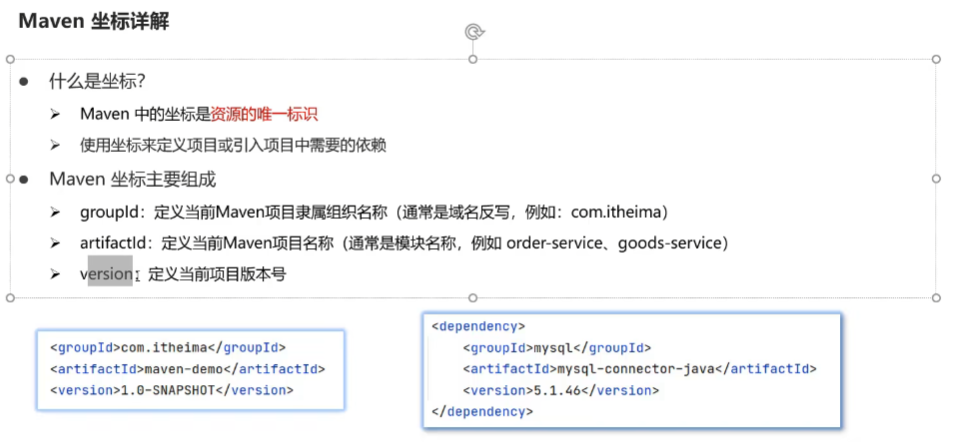 Maven 坐标详解
什么是坐标?
Maven 中的坐标是资源的唯一标识
使用坐标来定义项目或引入项目中需要的依赖
Maven 坐标主要组成
groupId：定义当前Maven项目隶属组织名称（通常是域名反写，例如：com.itheima）
artifactId：定义当前Maven项目名称（通常是模块名称，例如 order-service、goods-service）
version：定义当前项目版本号
<groupId>com.itheima</groupId>
<artifactId>maven-demo</artifactId>
<version>1.0-SNAPSHOT</version>
<dependency>
<groupId>mysql</groupId>
<artifactId>mysql-connector-java</artifactId>
<version>5.1.46</version>
</dependency>